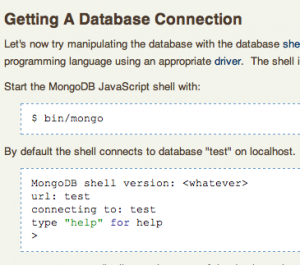 Getting A Database Connection
Let's now try manipulating the database with the database she
programming language using an appropriate driver. The shell i
Start the MongoDB JavaScript shell with:
$ bin/mongo
By default the shell connects to database "test" on localhost.
MongoDB shell version: <whatever>
url: test
connecting to: test
type "help" for help
>